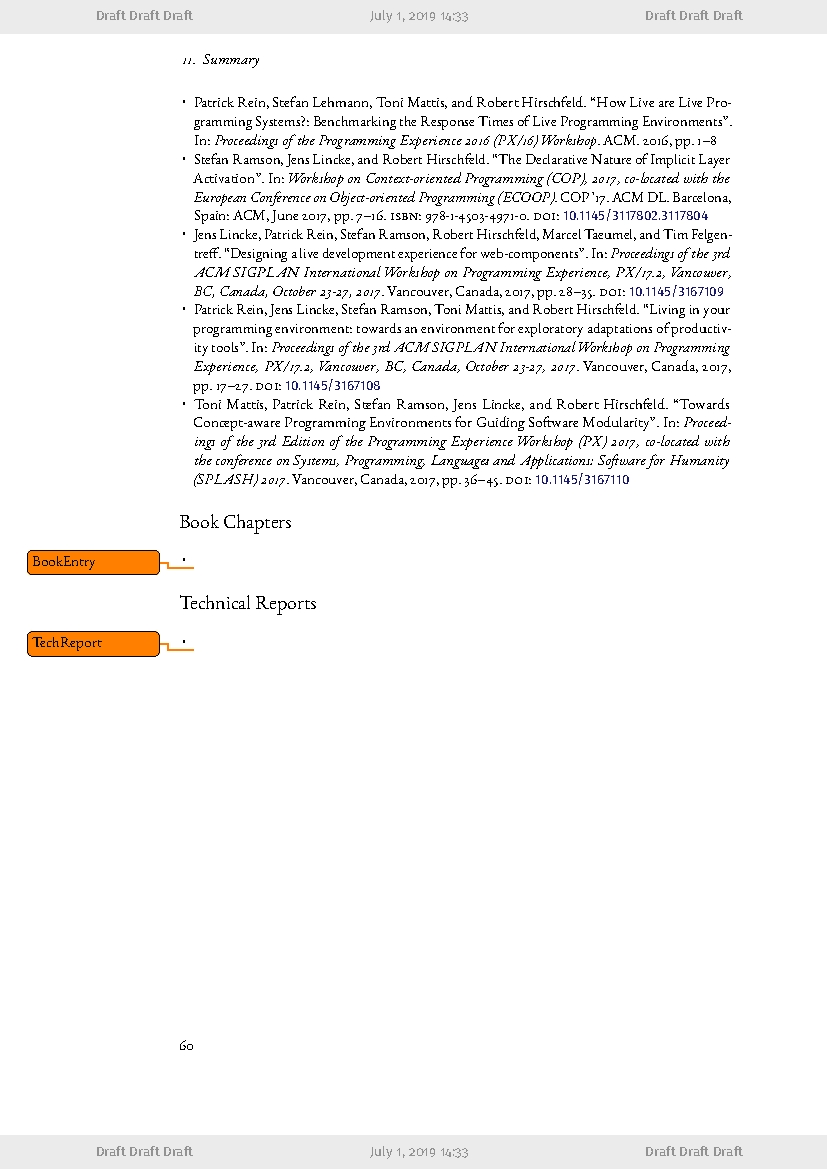 Draft Draft Draft July 1, 2019 14:33 Draft Draft Draft
11. Summary
• Patrick Rein, Stefan Lehmann, Toni Mattis, and Robert Hirschfeld. “How Live are Live Pro-
gramming Systems?: Benchmarking the Response Times of Live Programming Environments”.
In: Proceedings of the Programming Experience 2016 (PX/16) Workshop. ACM. 2016, pp. 1–8
• Stefan Ramson, Jens Lincke, and Robert Hirschfeld. “The Declarative Nature of Implicit Layer
Activation”. In: Workshop on Context-oriented Programming (COP), 2017, co-located with the
European Conference on Object-oriented Programming (ECOOP). COP ’17. ACM DL. Barcelona,
Spain: ACM, June 2017, pp. 7–16. ISBN: 978-1-4503-4971-0. DOI: 10.1145/3117802.3117804
• Jens Lincke, Patrick Rein, Stefan Ramson, Robert Hirschfeld, Marcel Taeumel, and Tim Felgen-
treff. “Designing a live development experience for web-components”. In: Proceedings of the 3rd
ACM SIGPLAN International Workshop on Programming Experience, PX/17.2, Vancouver,
BC, Canada, October 23-27, 2017. Vancouver, Canada, 2017, pp. 28–35. DOI: 10.1145/3167109
• Patrick Rein, Jens Lincke, Stefan Ramson, Toni Mattis, and Robert Hirschfeld. “Living in your
programming environment: towards an environment for exploratory adaptations of productiv-
ity tools”. In: Proceedings of the 3rd ACM SIGPLAN International Workshop on Programming
Experience, PX/17.2, Vancouver, BC, Canada, October 23-27, 2017. Vancouver, Canada, 2017,
pp. 17–27. DOI: 10.1145/3167108
• Toni Mattis, Patrick Rein, Stefan Ramson, Jens Lincke, and Robert Hirschfeld. “Towards
Concept-aware Programming Environments for Guiding Software Modularity”. In: Proceed-
ings of the 3rd Edition of the Programming Experience Workshop (PX) 2017, co-located with
the conference on Systems, Programming, Languages and Applications: Software for Humanity
(SPLASH) 2017. Vancouver, Canada, 2017, pp. 36–45. DOI: 10.1145/3167110
Book Chapters
BookEntry •
Technical Reports
TechReport •
60
Draft Draft Draft July 1, 2019 14:33 Draft Draft Draft